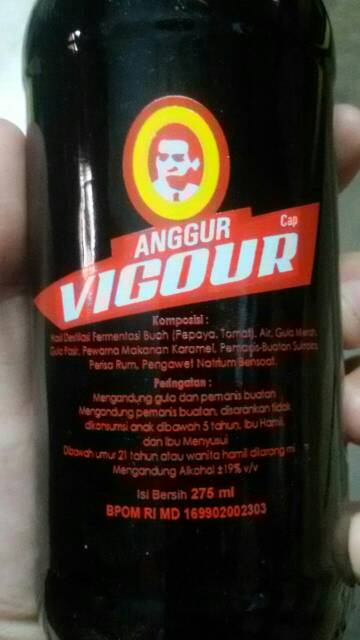 ANGGUR Cap
VIGOUR
Komposisi :
Hasil Destilasi Fermentasi Buah (Pepaya, Tomat), Air, Gula Merah,
Gula Pasir, Pewarna Makanan Karamel, Pemanis Buatan Sukralosa,
Perisa Rum, Pengawet Natrium Bensoat.
Peringatan :
Mengandung gula dan pemanis buatan
Mengandung pemanis buatan, disarankan tidak
dikonsumsi anak dibawah 5 tahun, Ibu Hamil,
dan Ibu Menyusui
Dibawah umur 21 tahun atau wanita hamil dilarang mi
Mengandung Alkohol ±19% v/v
Isi Bersih 275 ml
BPOM RI MD 169902002303